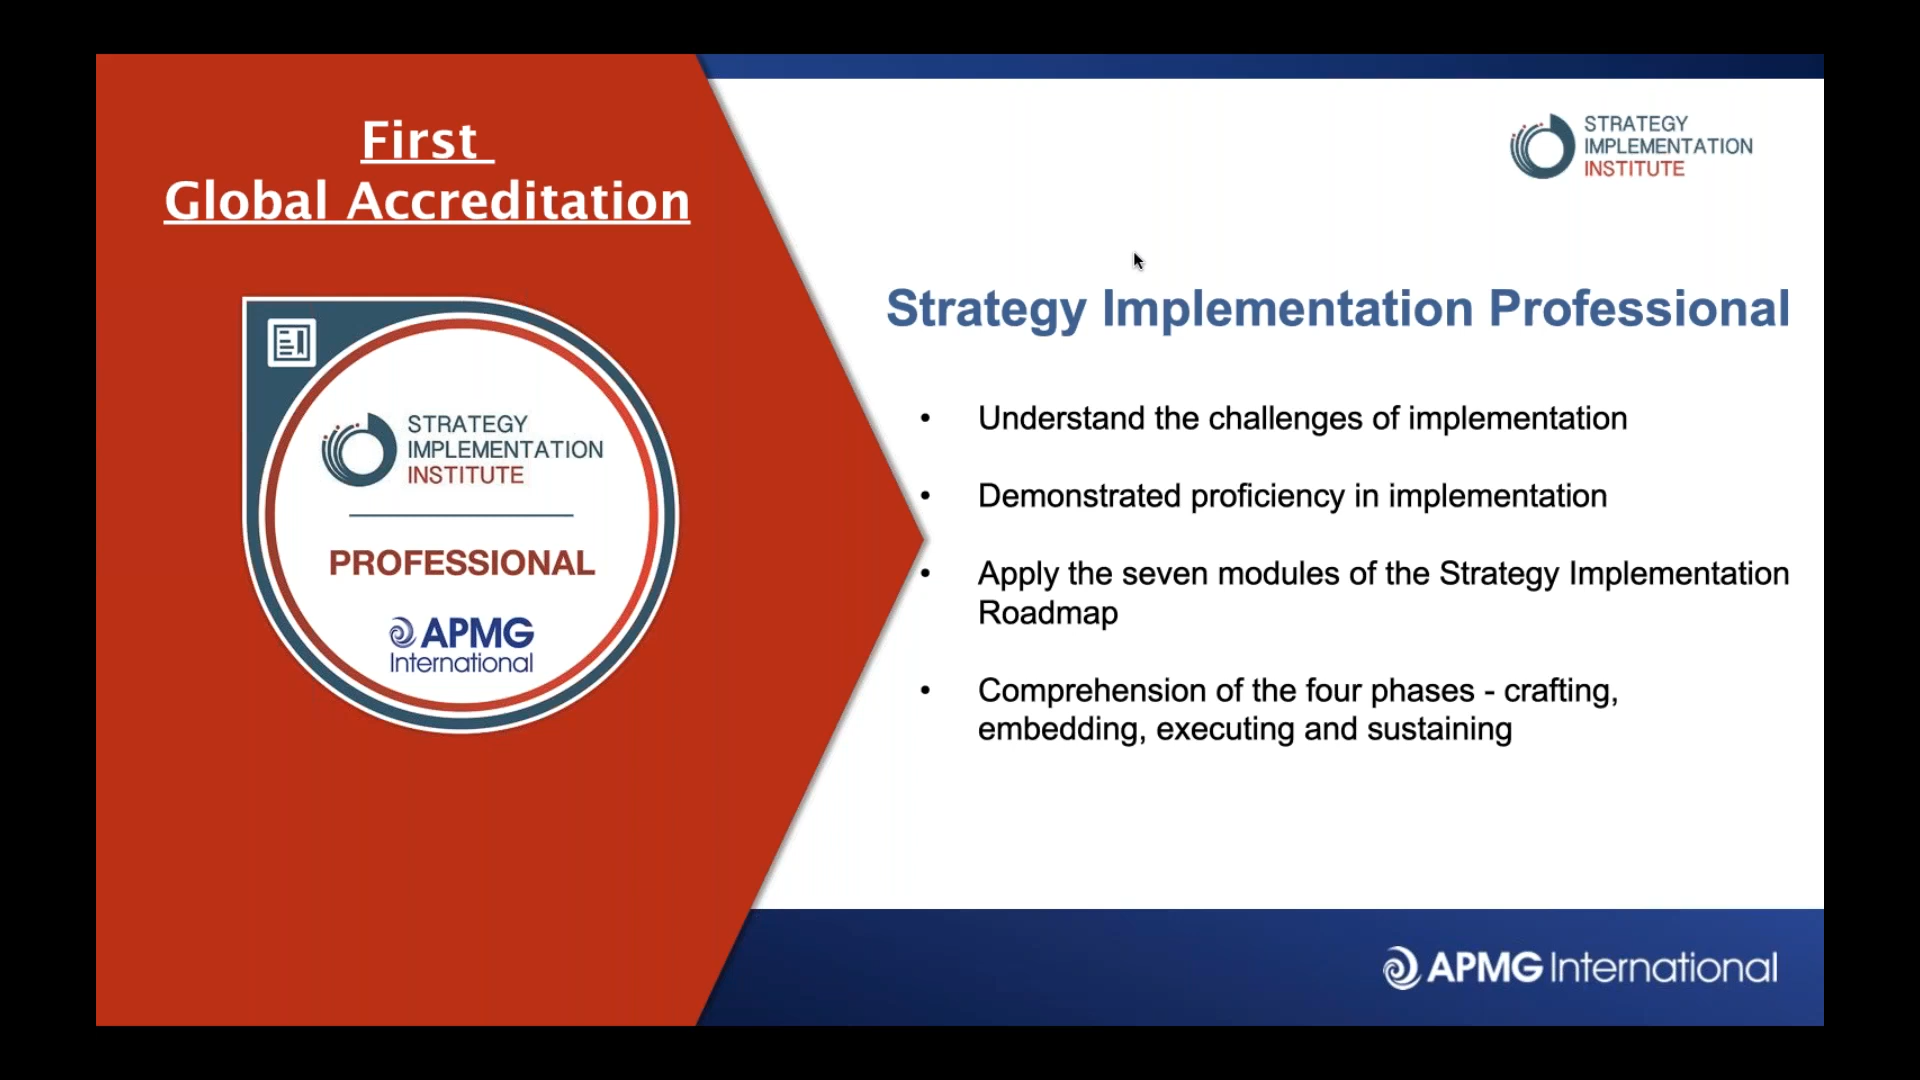 First
Global Accreditation
STRATEGY
IMPLEMENTATION
INSTITUTE
PROFESSIONAL
APMG
International
STRATEGY
IMPLEMENTATION
INSTITUTE
Strategy Implementation Professional
• Understand the challenges of implementation
• Demonstrated proficiency in implementation
• Apply the seven modules of the Strategy Implementation
Roadmap
• Comprehension of the four phases - crafting,
embedding, executing and sustaining
APMG International